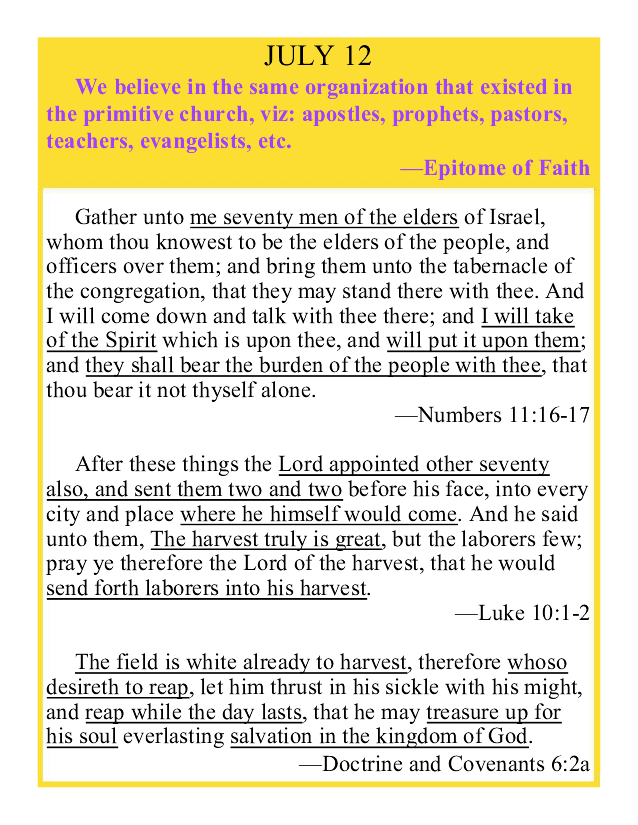 JULY 12
We believe in the same organization that existed in
the primitive church, viz: apostles, prophets, pastors,
teachers, evangelists, etc.
—Epitome of Faith
Gather unto me seventy men of the elders of Israel,
whom thou knowest to be the elders of the people, and
officers over them; and bring them unto the tabernacle of
the congregation, that they may stand there with thee. And
I will come down and talk with thee there; and I will take
of the Spirit which is upon thee, and will put it upon them;
and they shall bear the burden of the people with thee, that
thou bear it not thyself alone.
—Numbers 11:16-17
After these things the Lord appointed other seventy
also, and sent them two and two before his face, into every
city and place where he himself would come. And he said
unto them, The harvest truly is great, but the laborers few;
pray ye therefore the Lord of the harvest, that he would
send forth laborers into his harvest.
—Luke 10:1-2
The field is white already to harvest, therefore whoso
desireth to reap, let him thrust in his sickle with his might,
and reap while the day lasts, that he may treasure up for
his soul everlasting salvation in the kingdom of God.
—Doctrine and Covenants 6:2a